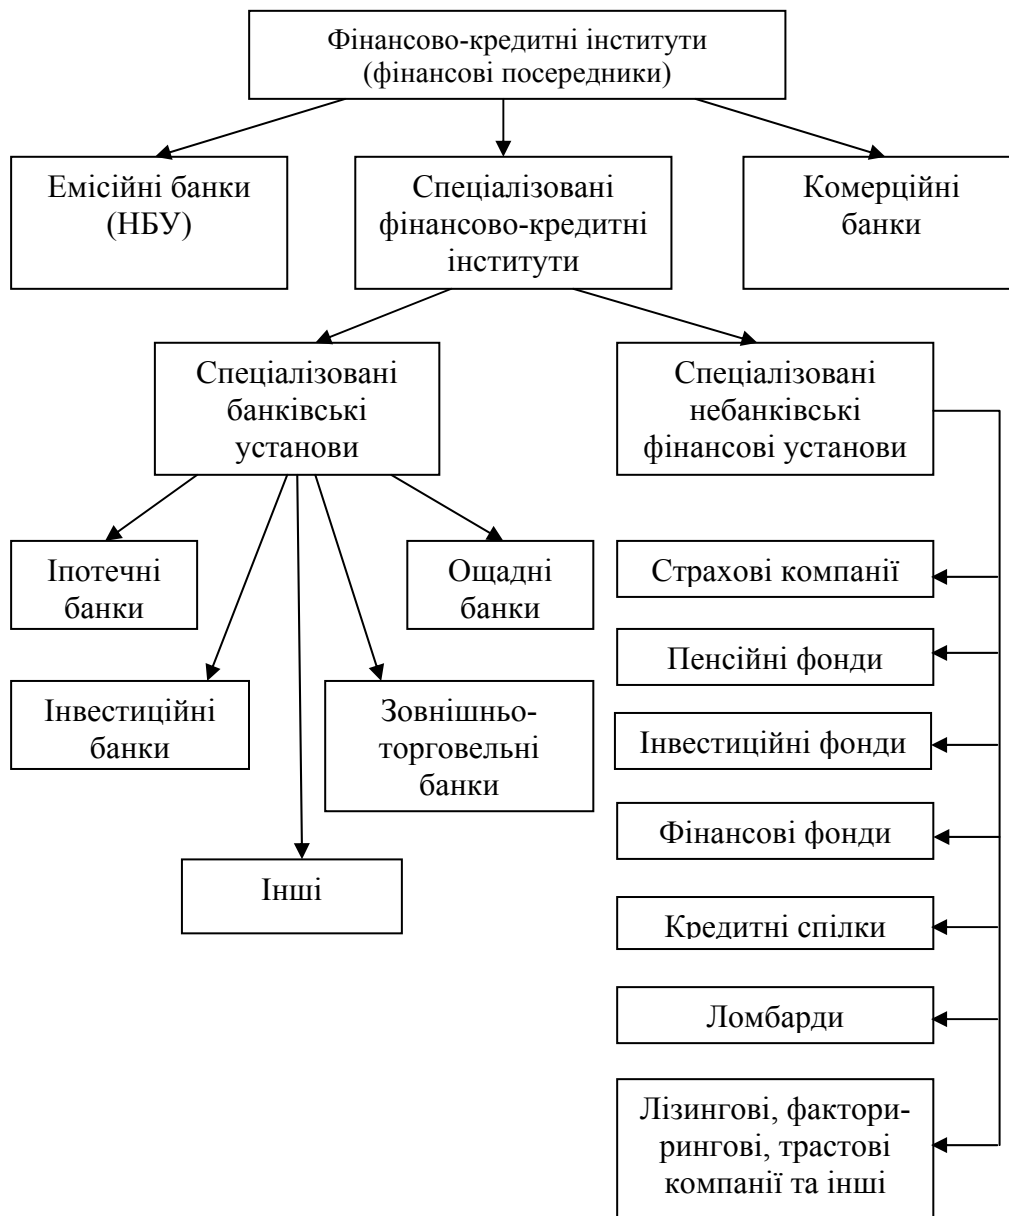 Фінансово-кредитні інститути
(фінансові посередники)
Емісійні банки
(НБУ)
Спеціалізовані
фінансово-кредитні
інститути
Комерційні
банки
Спеціалізовані
банківські
установи
Спеціалізовані
небанківські
фінансові установи
Іпотечні
банки
Ощадні
банки
Інвестиційні
банки
Зовнішньо-
торговельні
банки
Інші
Страхові компанії
Пенсійні фонди
Інвестиційні фонди
Фінансові фонди
Кредитні спілки
Ломбарди
Лізингові, фактори-
рингові, трастові
компанії та інші